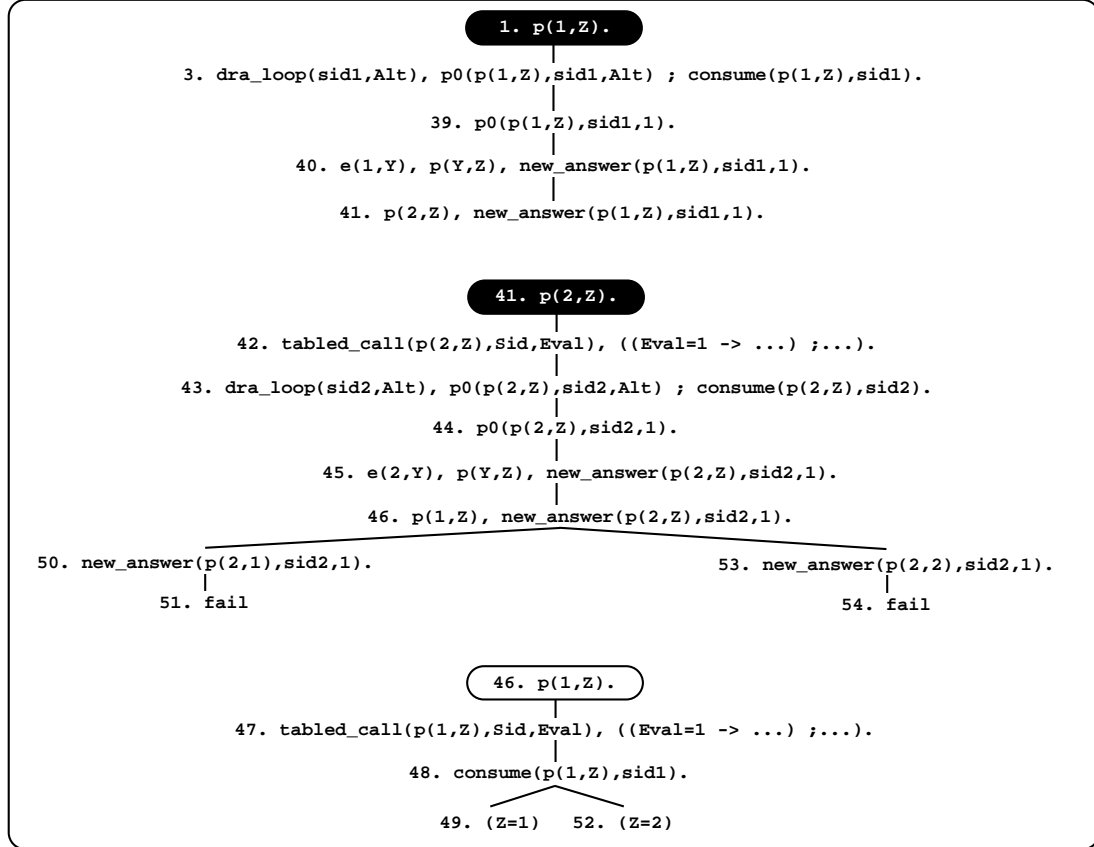 1. p(1,Z).
3. dra_loop(sid1,Alt), p0(p(1,Z),sid1,Alt) ; consume(p(1,Z),sid1).
39. p0(p(1,Z),sid1,1).
40. e(1,Y), p(Y,Z), new_answer(p(1,Z),sid1,1).
41. p(2,Z), new_answer(p(1,Z),sid1,1).
41. p(2,Z).
42. tabled_call(p(2,Z),Sid,Eval), ((Eval=1 -> ...) ;...).
43. dra_loop(sid2,Alt), p0(p(2,Z),sid2,Alt) ; consume(p(2,Z),sid2).
44. p0(p(2,Z),sid2,1).
45. e(2,Y), p(Y,Z), new_answer(p(2,Z),sid2,1).
46. p(1,Z), new_answer(p(2,Z),sid2,1).
50. new_answer(p(2,1),sid2,1).
53. new_answer(p(2,2),sid2,1).
51. fail
54. fail
46. p(1,Z).
47. tabled_call(p(1,Z),Sid,Eval), ((Eval=1 -> ...) ;...).
48. consume(p(1,Z),sid1).
49. (Z=1) 52. (Z=2)